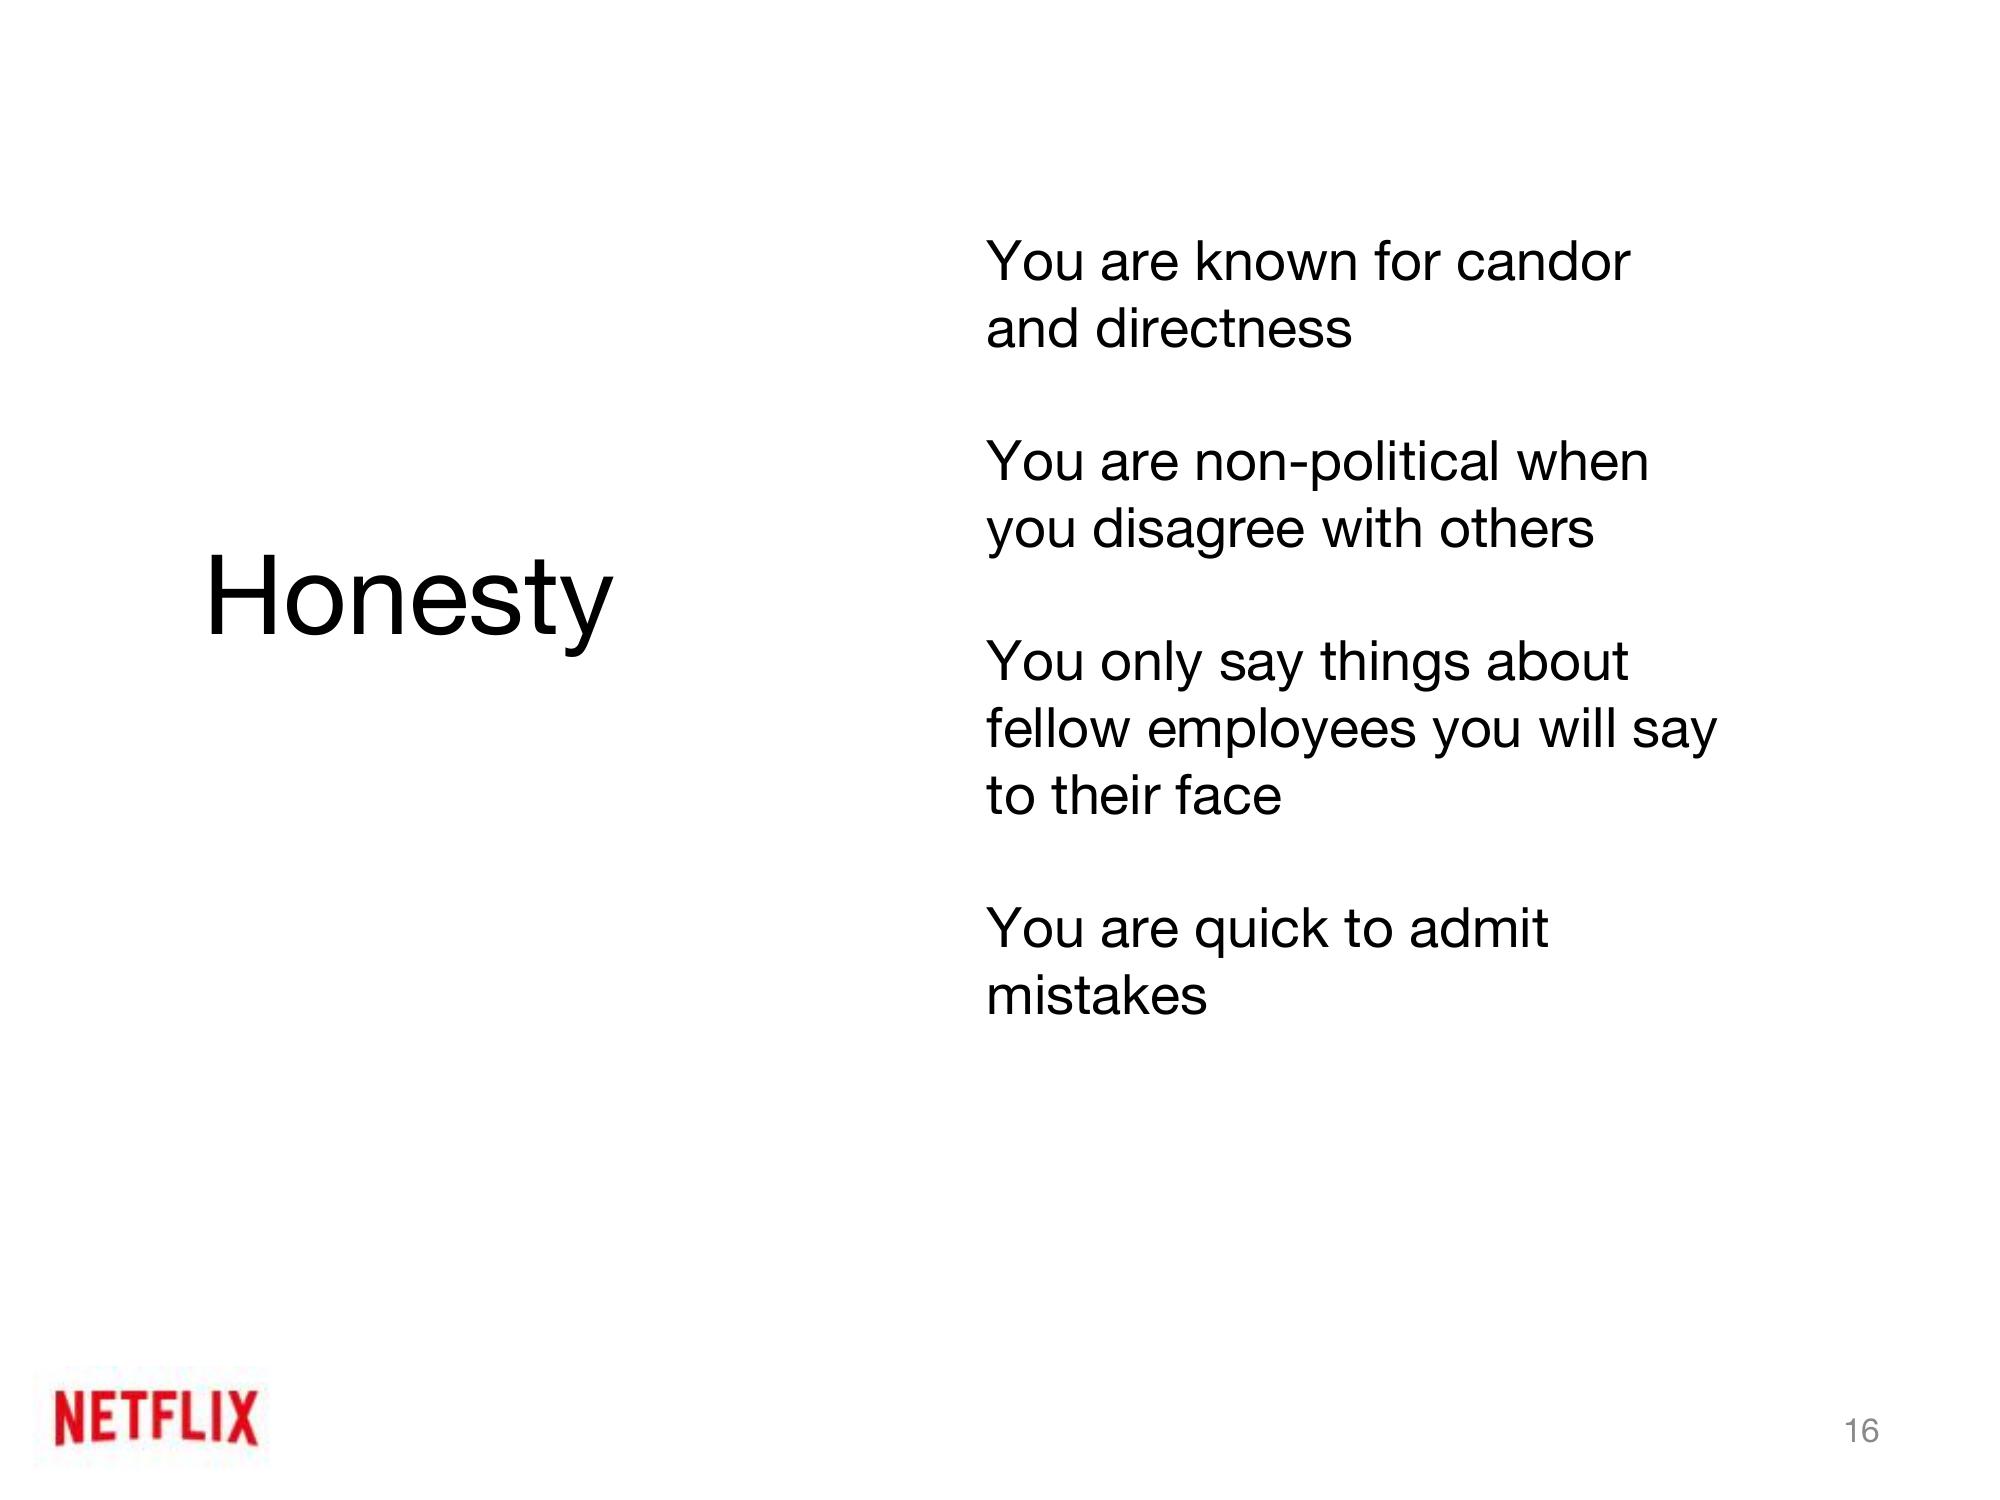 Honesty
You are known for candor
and directness
You are non-political when
you disagree with others
You only say things about
fellow employees you will say
to their face
You are quick to admit
mistakes
NETFLIX
16